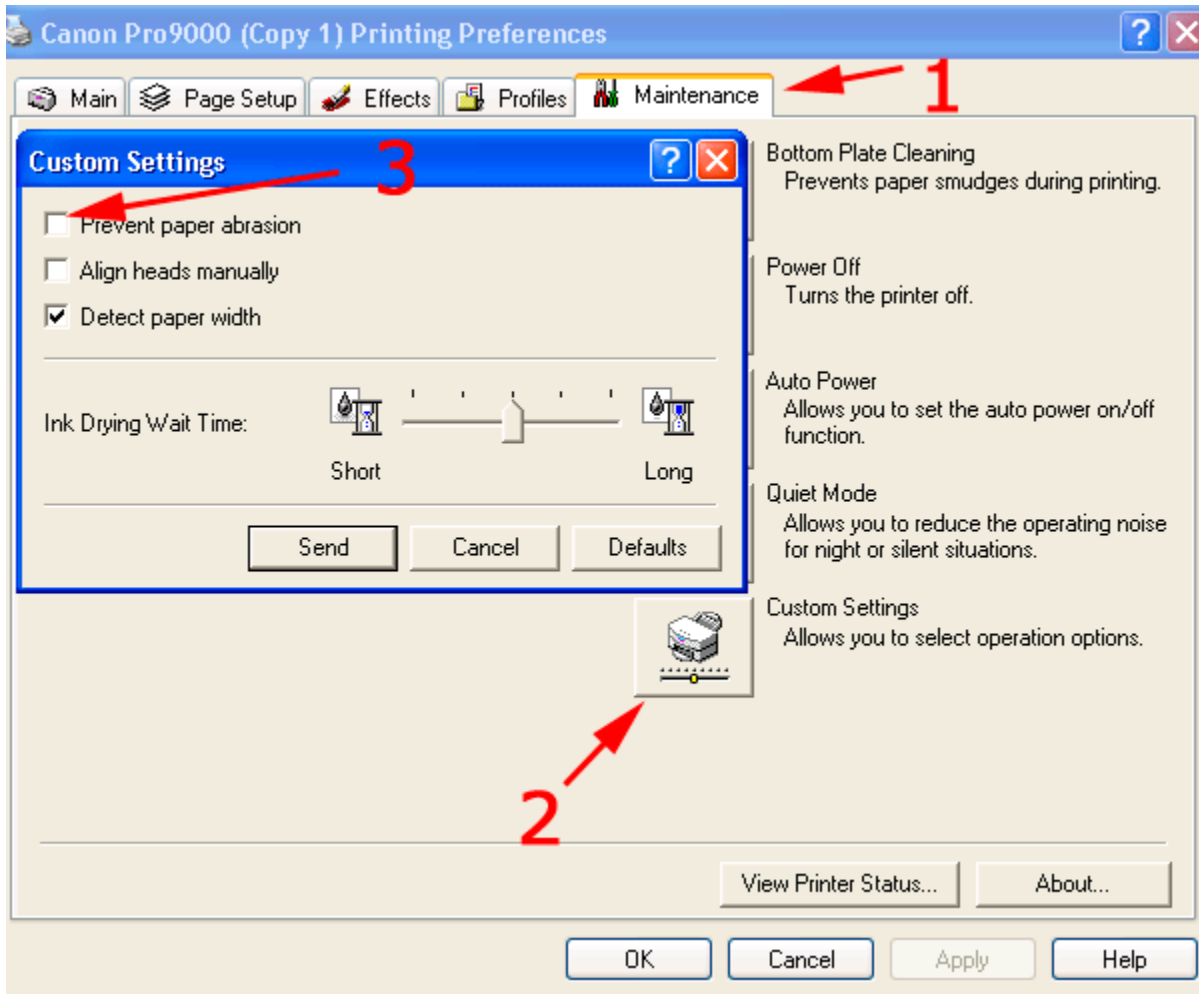 Canon Pro9000 (Copy 1) Printing Preferences
Main
Page Setup
Effects
Profiles
Maintenance
1
Custom Settings
3
Prevent paper abrasion
Align heads manually
Detect paper width
Ink Drying Wait Time:
Short
Long
Send
Cancel
Defaults
Bottom Plate Cleaning
Prevents paper smudges during printing.
Power Off
Turns the printer off.
Auto Power
Allows you to set the auto power on/off
function.
Quiet Mode
Allows you to reduce the operating noise
for night or silent situations.
Custom Settings
Allows you to select operation options.
2
View Printer Status...
About...
OK
Cancel
Apply
Help